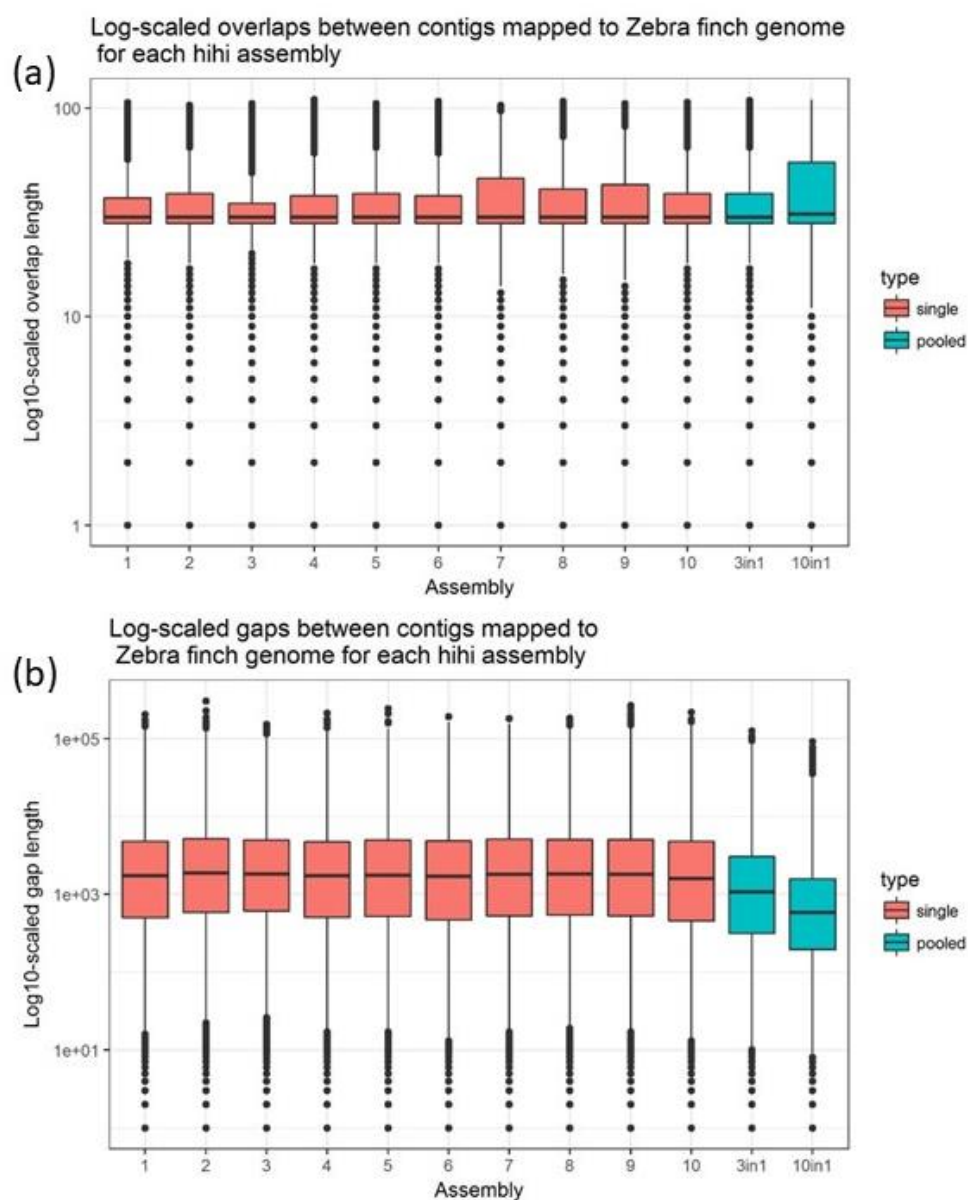 Log-scaled overlaps between contigs mapped to Zebra finch genome
for each hihi assembly
(a)
100
10
1
Log10-scaled overlap length
1 2 3 4 5 6 7 8 9 10 3in1 10in1
Assembly
type
single
pooled
Log-scaled gaps between contigs mapped to
Zebra finch genome for each hihi assembly
(b)
1e+05
1e+03
1e+01
Log10-scaled gap length
1 2 3 4 5 6 7 8 9 10 3in1 10in1
Assembly
type
single
pooled